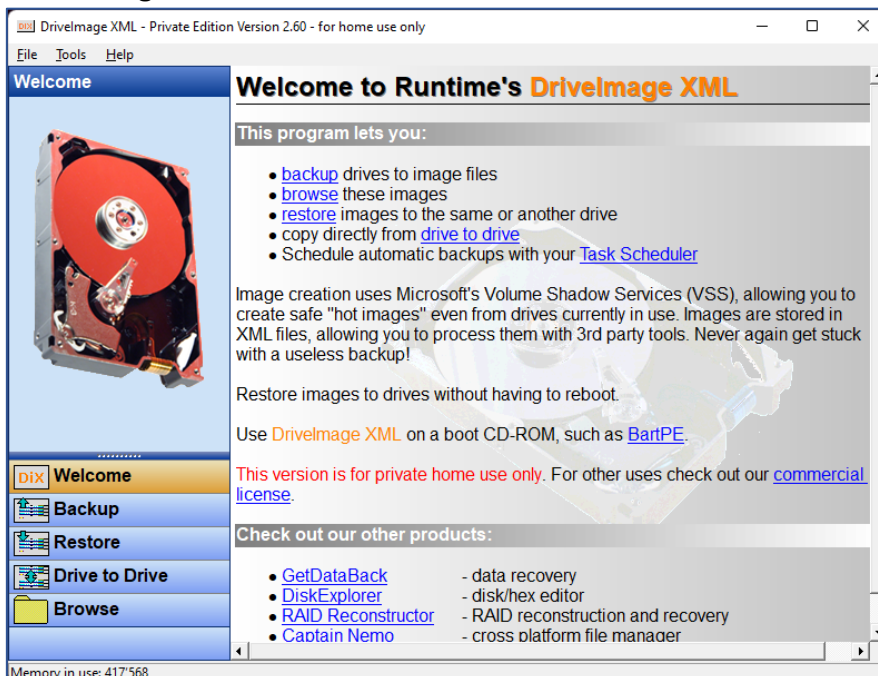 DriveImage XML - Private Edition Version 2.60 - for home use only
File Tools Help
Welcome
Welcome to Runtime's DriveImage XML
This program lets you:
● backup drives to image files
● browse these images
● restore images to the same or another drive
● copy directly from drive to drive
● Schedule automatic backups with your Task Scheduler
Image creation uses Microsoft's Volume Shadow Services (VSS), allowing you to
create safe "hot images" even from drives currently in use. Images are stored in
XML files, allowing you to process them with 3rd party tools. Never again get stuck
with a useless backup!
Restore images to drives without having to reboot.
Use DriveImage XML on a boot CD-ROM, such as BartPE.
This version is for private home use only. For other uses check out our commercial
license.
Check out our other products:
● GetDataBack - data recovery
● DiskExplorer - disk/hex editor
● RAID Reconstructor - RAID reconstruction and recovery
● Captain Nemo - cross platform file manager
DiX Welcome
Backup
Restore
Drive to Drive
Browse
Memory in use: 417'568